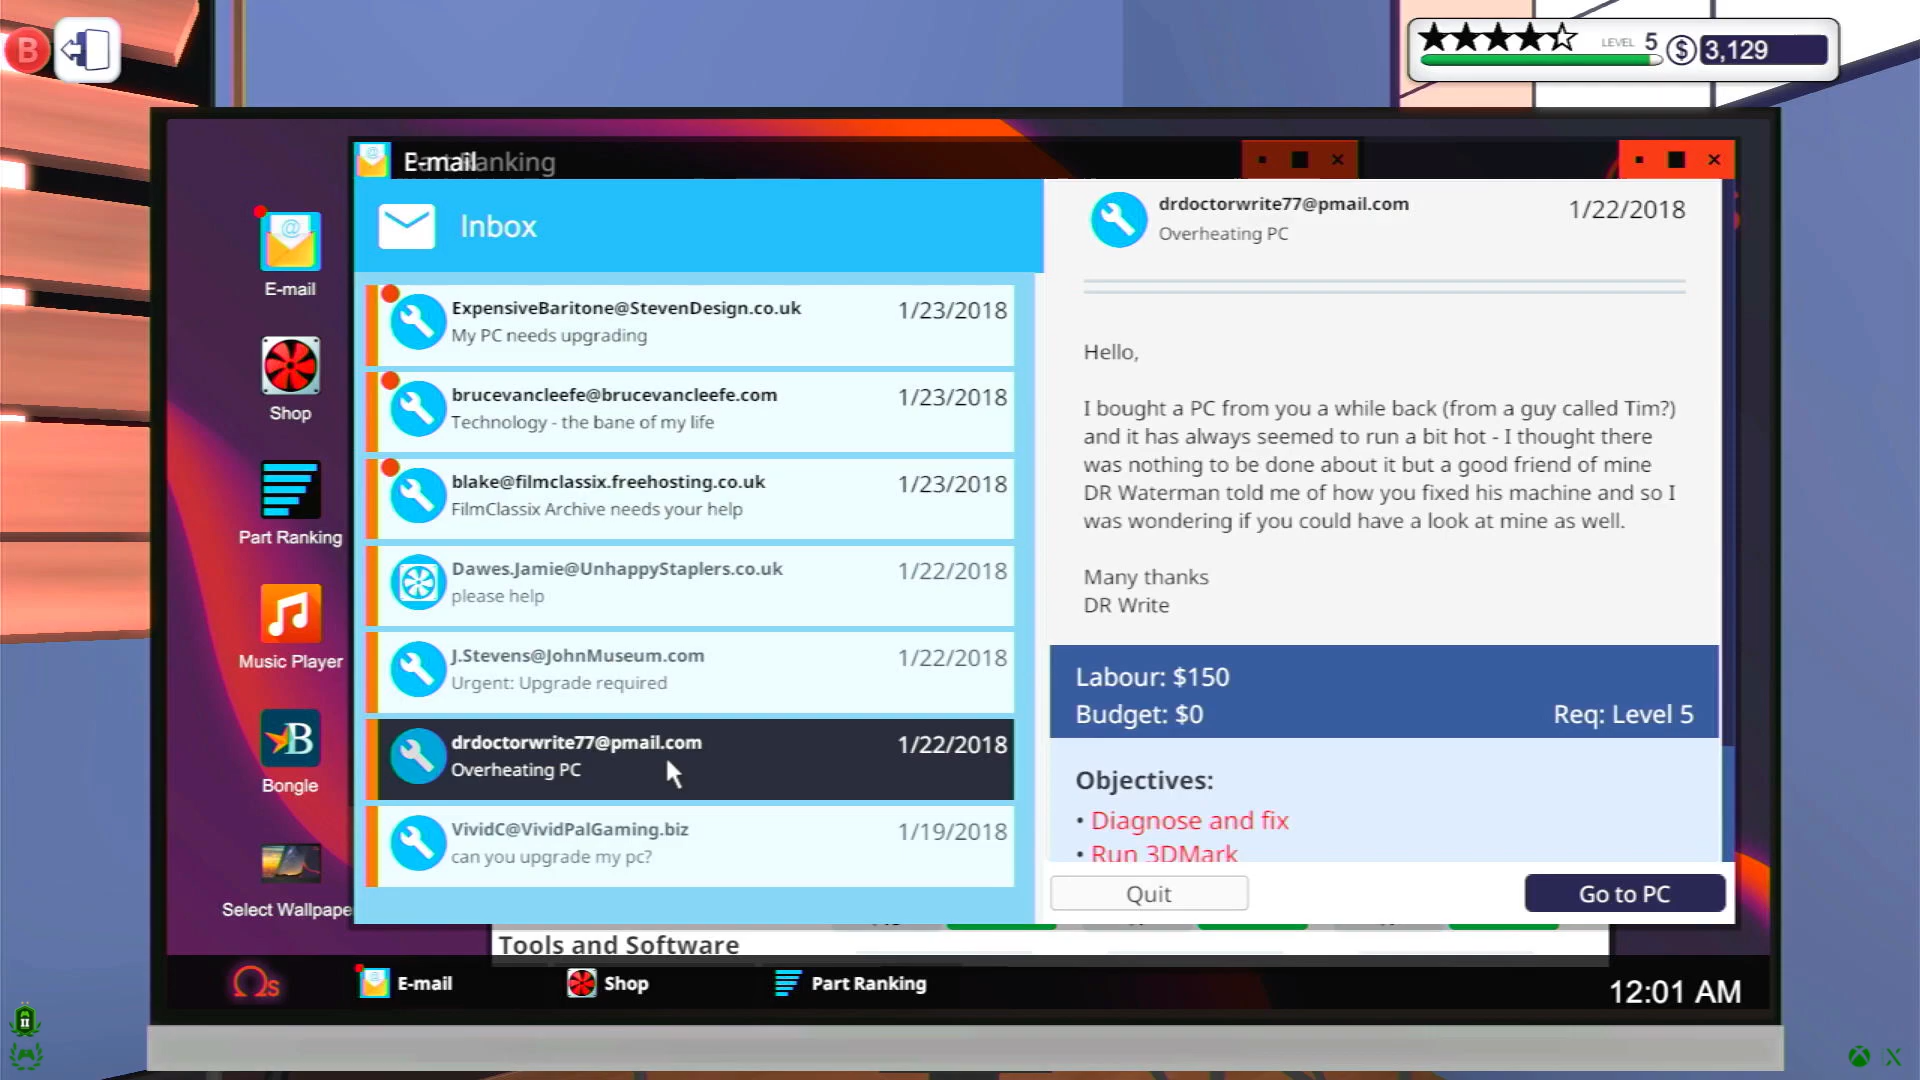 B
LEVEL 5
$ 3,129
E-mail
Ranking
Inbox
ExpensiveBaritone@StevenDesign.co.uk
1/23/2018
My PC needs upgrading
brucevancleefe@brucevancleefe.com
1/23/2018
Technology - the bane of my life
blake@filmclassix.freehosting.co.uk
1/23/2018
FilmClassix Archive needs your help
Dawes.Jamie@UnhappyStaplers.co.uk
1/22/2018
please help
J.Stevens@JohnMuseum.com
1/22/2018
Urgent: Upgrade required
drdoctorwrite77@pmail.com
1/22/2018
Overheating PC
VividC@VividPalGaming.biz
1/19/2018
can you upgrade my pc?
drdoctorwrite77@pmail.com
1/22/2018
Overheating PC
Hello,
I bought a PC from you a while back (from a guy called Tim?)
and it has always seemed to run a bit hot - I thought there
was nothing to be done about it but a good friend of mine
DR Waterman told me of how you fixed his machine and so I
was wondering if you could have a look at mine as well.
Many thanks
DR Write
Labour: $150
Budget: $0
Req: Level 5
Objectives:
• Diagnose and fix
• Run 3DMark
Quit
Go to PC
E-mail
Shop
Part Ranking
Music Player
B
Bongle
Select Wallpape
Tools and Software
Ωs
E-mail
Shop
Part Ranking
12:01 AM
II
X